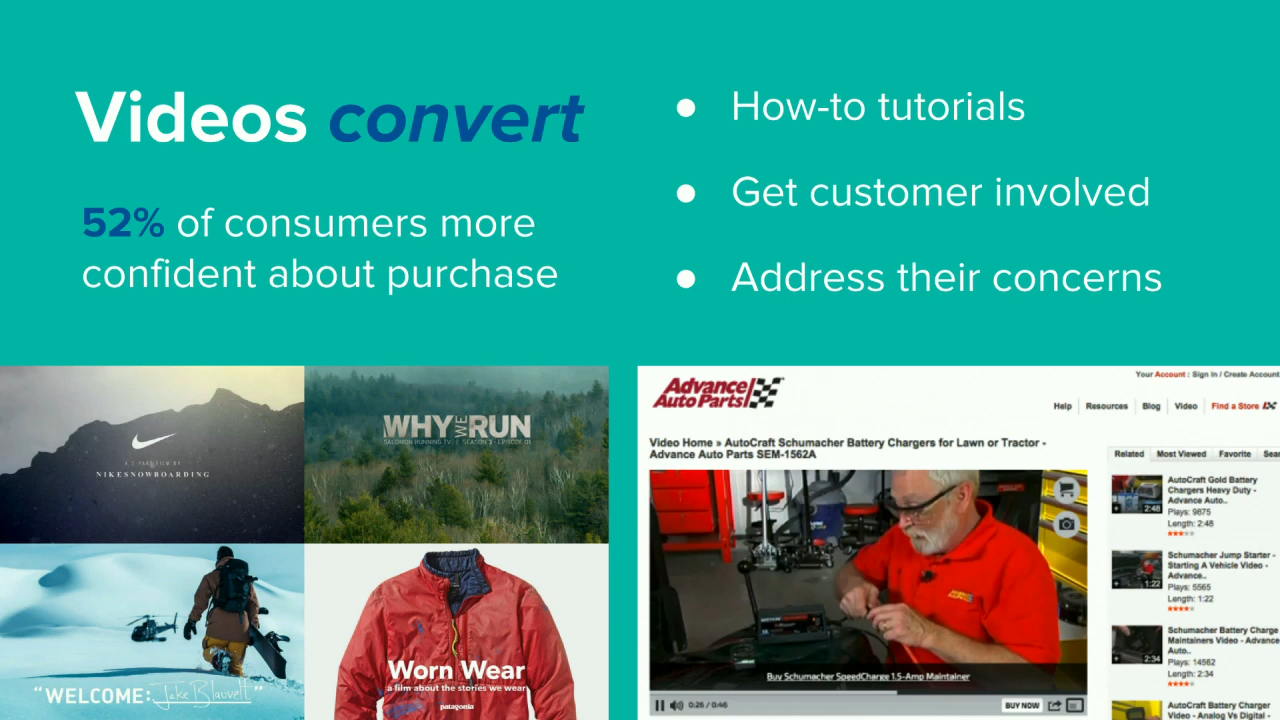 Videos convert
52% of consumers more
confident about purchase
● How-to tutorials
● Get customer involved
● Address their concerns
NIKESNOWBOARDING
WHY WE RUN
SALOMON RUNNING TV | SEASON 3 - EPISODE 01
"WELCOME: Jake Blauvelt"
Worn Wear
a film about the stories we wear
patagonia
Advance
Auto Parts
Your Account : Sign In / Create Account
Help | Resources | Blog | Video | Find a Store
Video Home » AutoCraft Schumacher Battery Chargers for Lawn or Tractor -
Advance Auto Parts SEM-1562A
Buy Schumacher SpeedCharge 1.5-Amp Maintainer
0:26 / 0:46
BUY NOW
Related Most Viewed Favorite Sear
2:48
AutoCraft Gold Battery
Chargers Heavy Duty -
Advance Auto..
Plays: 9875
Length: 2:48
1:22
Schumacher Jump Starter -
Starting A Vehicle Video -
Advance..
Plays: 5565
Length: 1:22
2:34
Schumacher Battery Charge
Maintainers Video - Advance
Auto..
Plays: 14562
Length: 2:34
AutoCraft Battery Charger
Video - Analog Vs Digital -